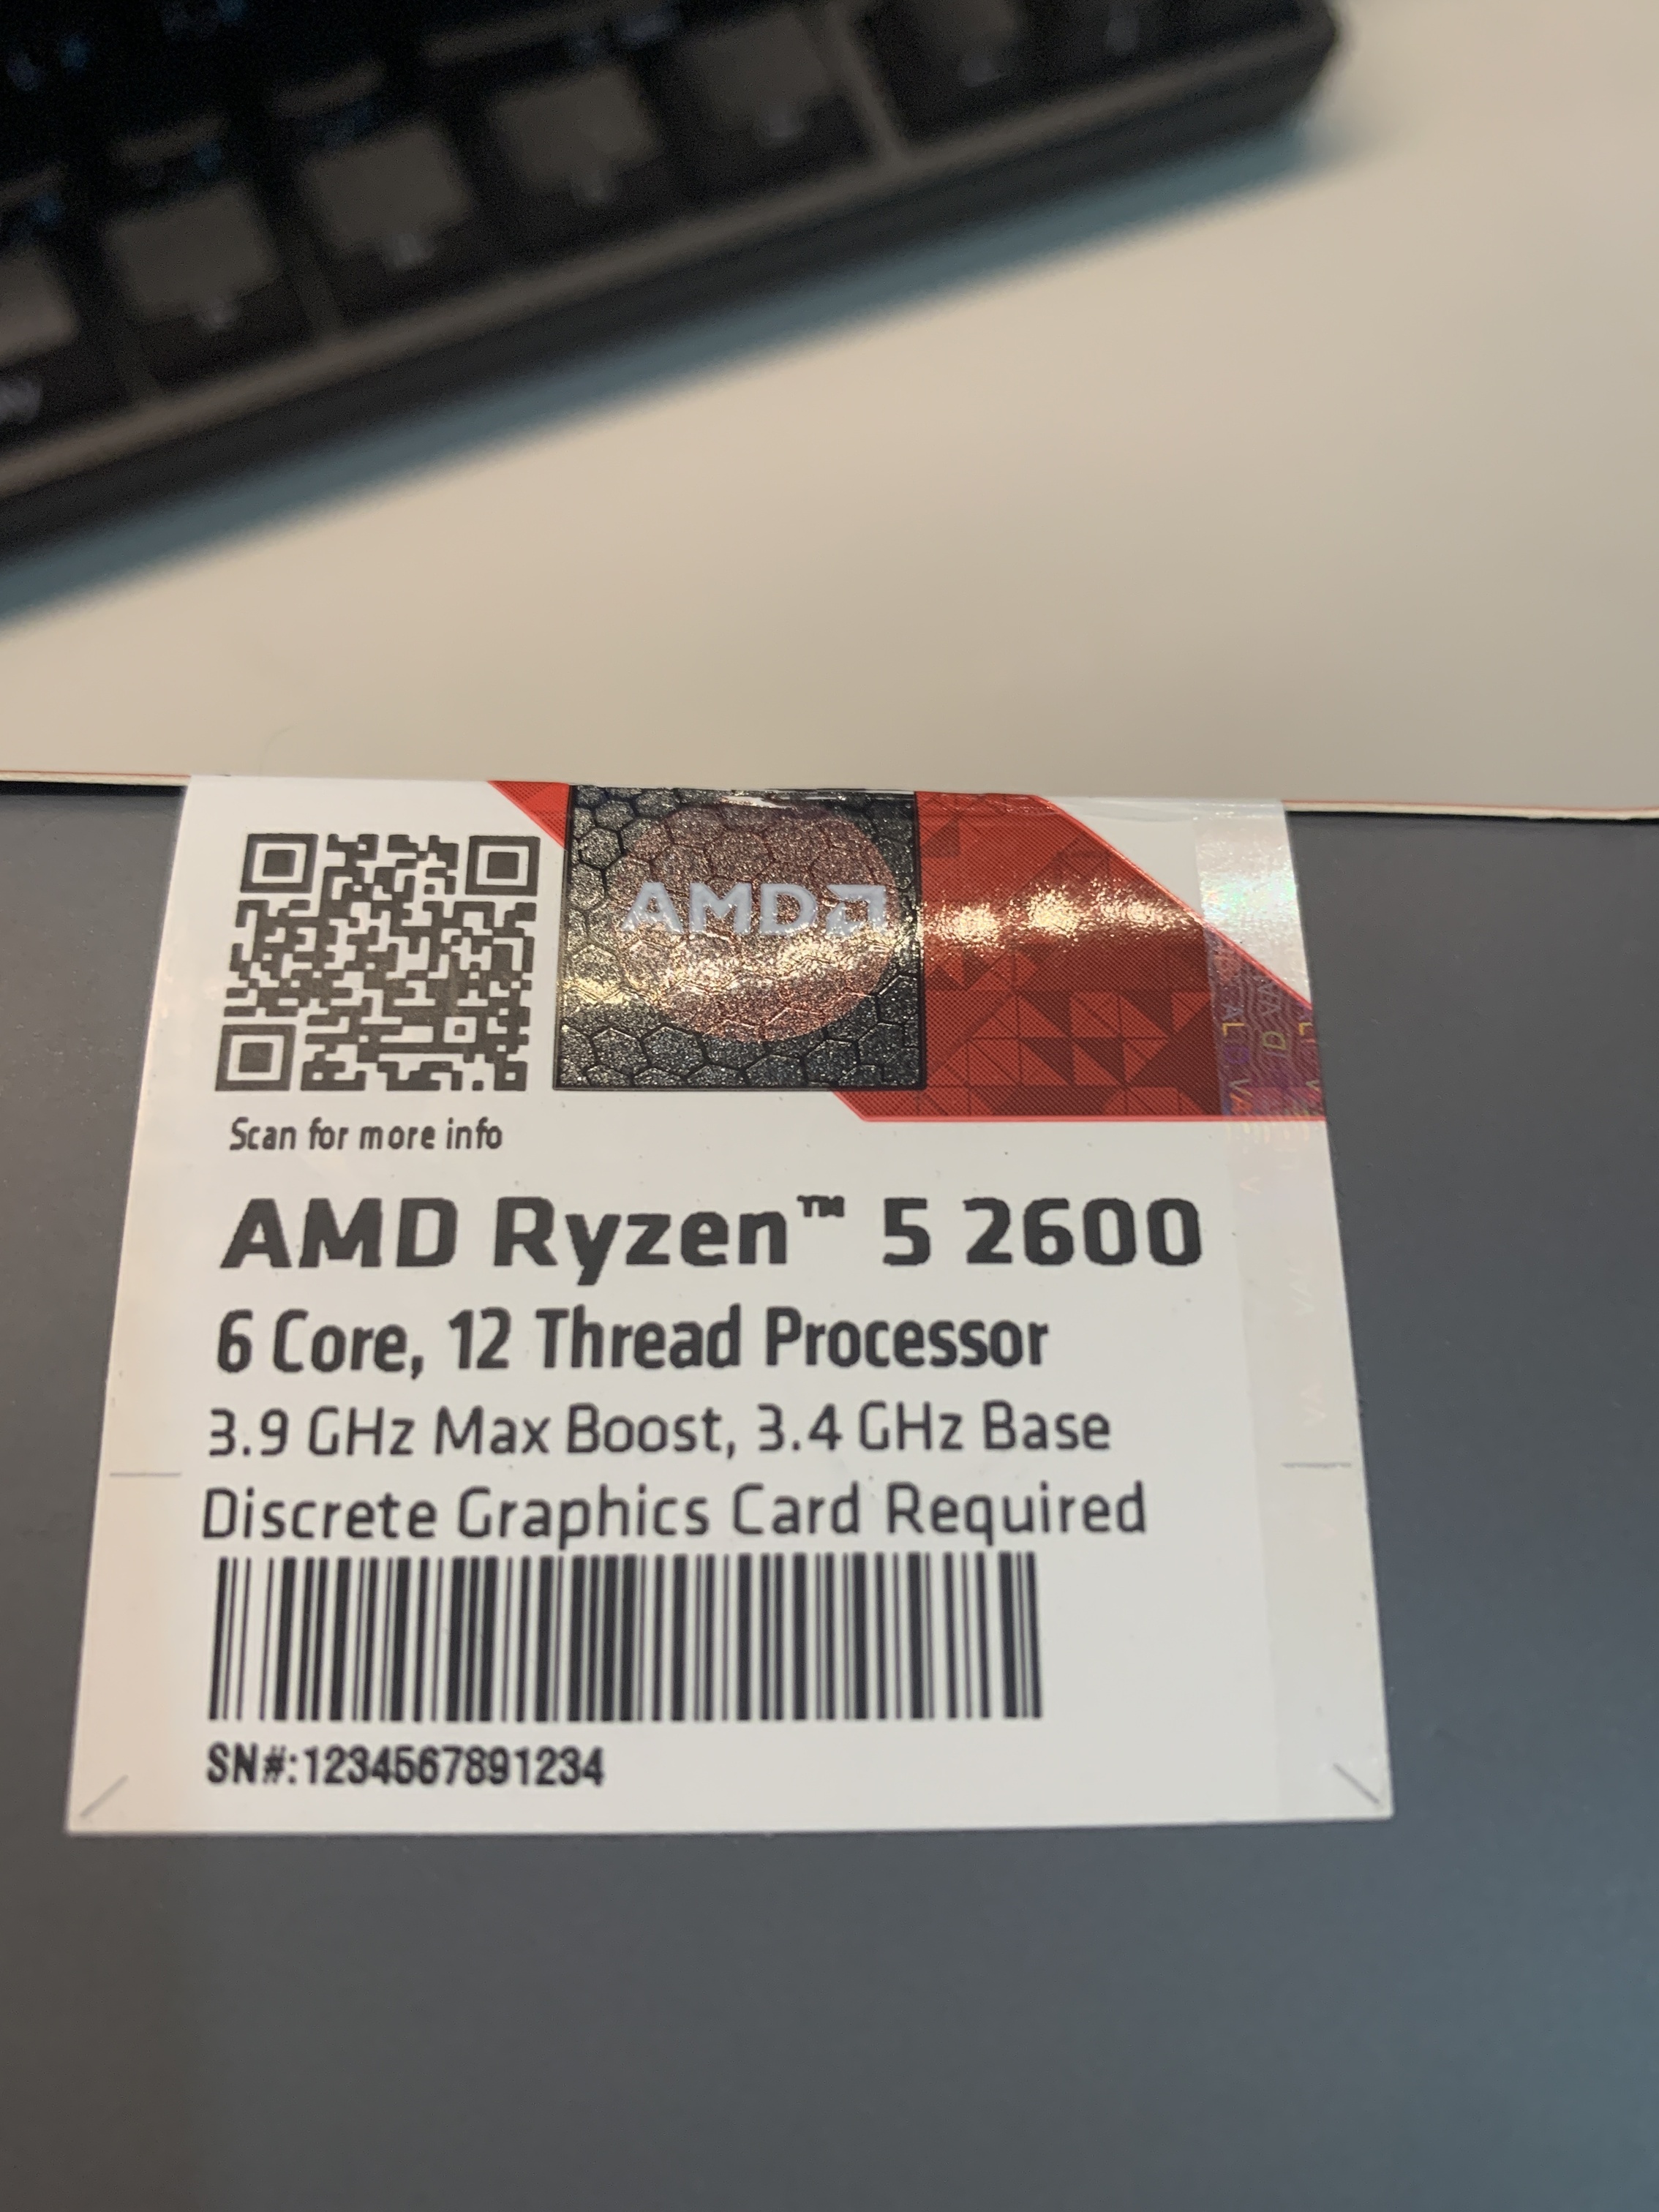 AMD
Scan for more info
AMD Ryzen™ 5 2600
6 Core, 12 Thread Processor
3.9 GHz Max Boost, 3.4 GHz Base
Discrete Graphics Card Required
SN#:1234567891234